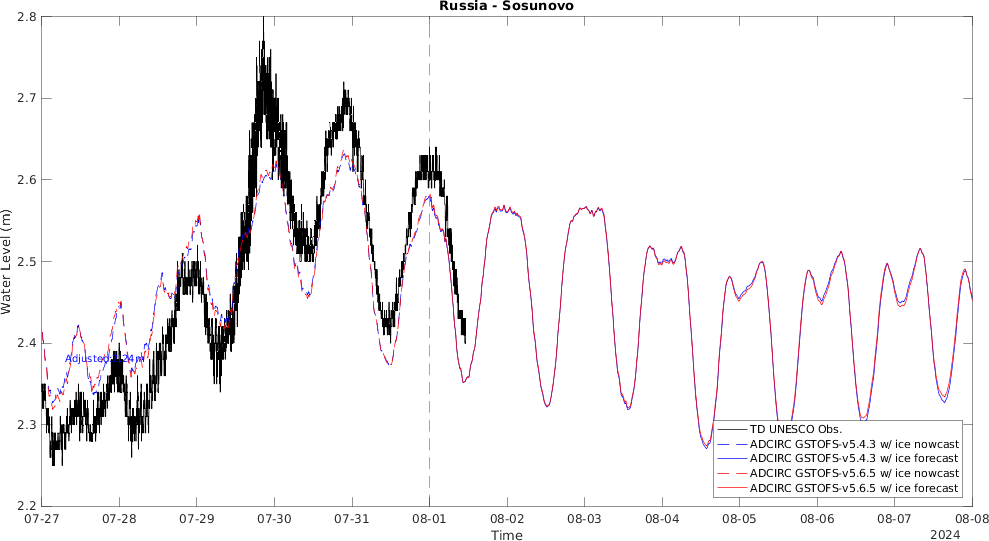 Russia - Sosunovo
2.8
2.7
2.6
2.5
2.4
2.3
2.2
Water Level (m)
TD UNESCO Obs.
ADCIRC GSTOFS-v5.4.3 w/ ice nowcast
ADCIRC GSTOFS-v5.4.3 w/ ice forecast
ADCIRC GSTOFS-v5.6.5 w/ ice nowcast
ADCIRC GSTOFS-v5.6.5 w/ ice forecast
07-27 07-28 07-29 07-30 07-31 08-01 08-02 08-03 08-04 08-05 08-06 08-07 08-08
Time
2024